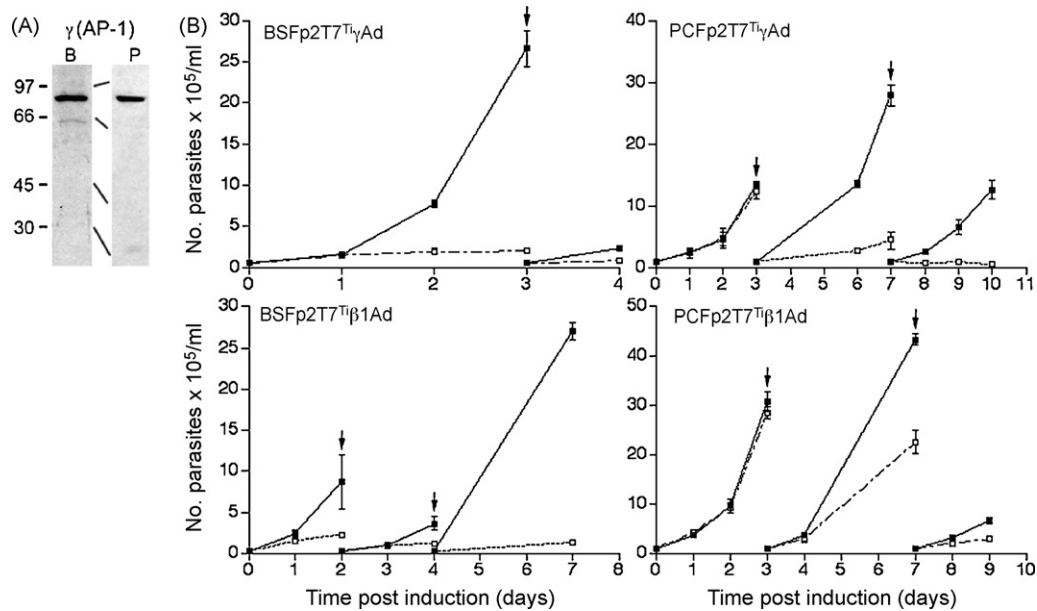 (A)
γ(AP-1)
B P
97
66
45
30
(B)
BSFp2T7ᵀⁱγAd
No. parasites x 10⁵/ml
30
25
20
15
10
5
0
0 1 2 3 4
PCFp2T7ᵀⁱγAd
40
30
20
10
0
0 1 2 3 4 5 6 7 8 9 10 11
BSFp2T7ᵀⁱβ1Ad
No. parasites x 10⁵/ml
30
25
20
15
10
5
0
0 1 2 3 4 5 6 7 8
Time post induction (days)
PCFp2T7ᵀⁱβ1Ad
50
40
30
20
10
0
0 1 2 3 4 5 6 7 8 9 10
Time post induction (days)